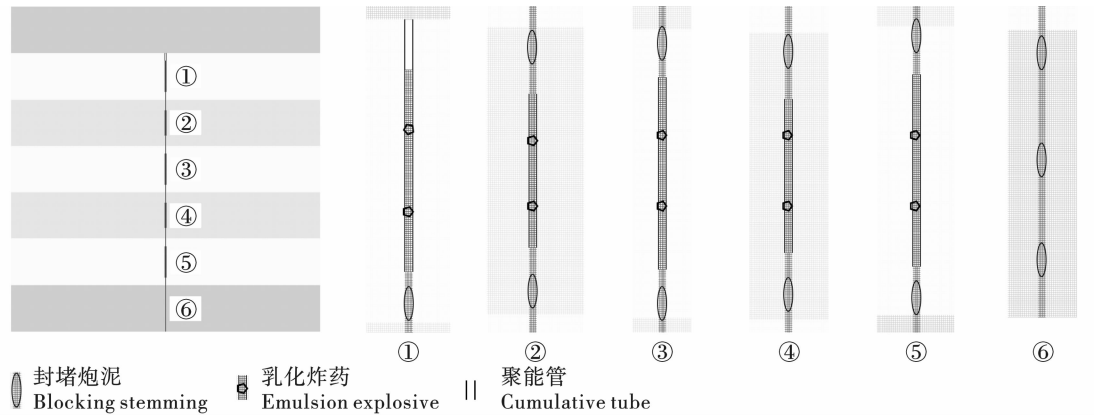 ①
②
③
④
⑤
⑥
① ② ③ ④ ⑤ ⑥
封堵炮泥 乳化炸药 聚能管
Blocking stemming Emulsion explosive Cumulative tube